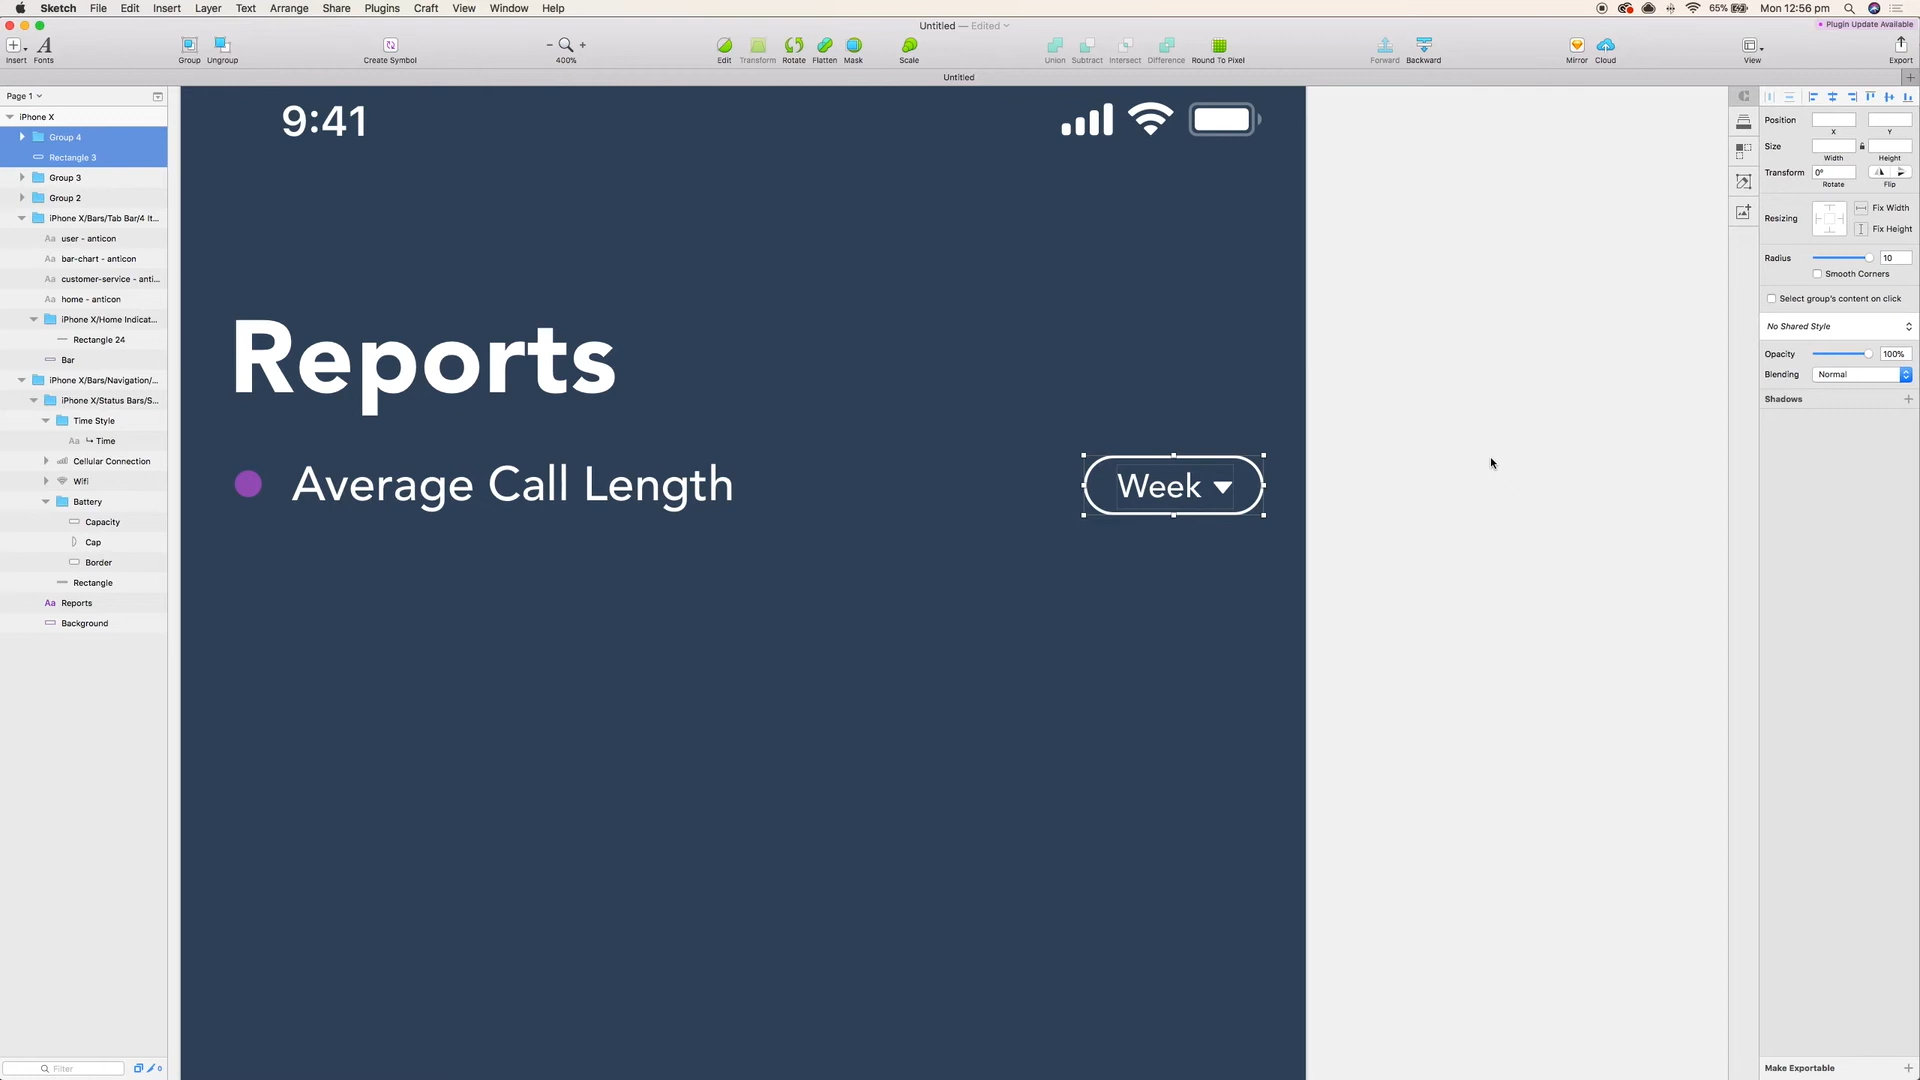 Sketch File Edit Insert Layer Text Arrange Share Plugins Craft View Window Help
65% Mon 12:56 pm
Untitled — Edited
Plugin Update Available
Insert Fonts Group Ungroup Create Symbol 400% Edit Transform Rotate Flatten Mask Scale Union Subtract Intersect Difference Round To Pixel Forward Backward Mirror Cloud View Export
Untitled
Page 1
iPhone X
Group 4
Rectangle 3
Group 3
Group 2
iPhone X/Bars/Tab Bar/4 It...
Aa user - anticon
Aa bar-chart - anticon
Aa customer-service - anti...
Aa home - anticon
iPhone X/Home Indicat...
Rectangle 24
Bar
iPhone X/Bars/Navigation/...
iPhone X/Status Bars/S...
Time Style
Aa Time
Cellular Connection
Wifi
Battery
Capacity
Cap
Border
Rectangle
Aa Reports
Background
Filter
0
9:41
Reports
Average Call Length
Week
Position
X Y
Size
Width Height
Transform 0°
Rotate Flip
Resizing Fix Width
Fix Height
Radius 10
Smooth Corners
Select group's content on click
No Shared Style
Opacity 100%
Blending Normal
Shadows
Make Exportable